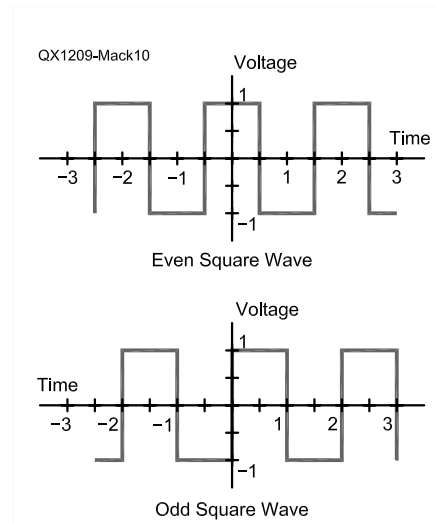 QX1209-Mack10
Voltage
1
Time
−3 −2 −1 1 2 3
−1
Even Square Wave
Voltage
1
Time
−3 −2 −1 1 2 3
−1
Odd Square Wave